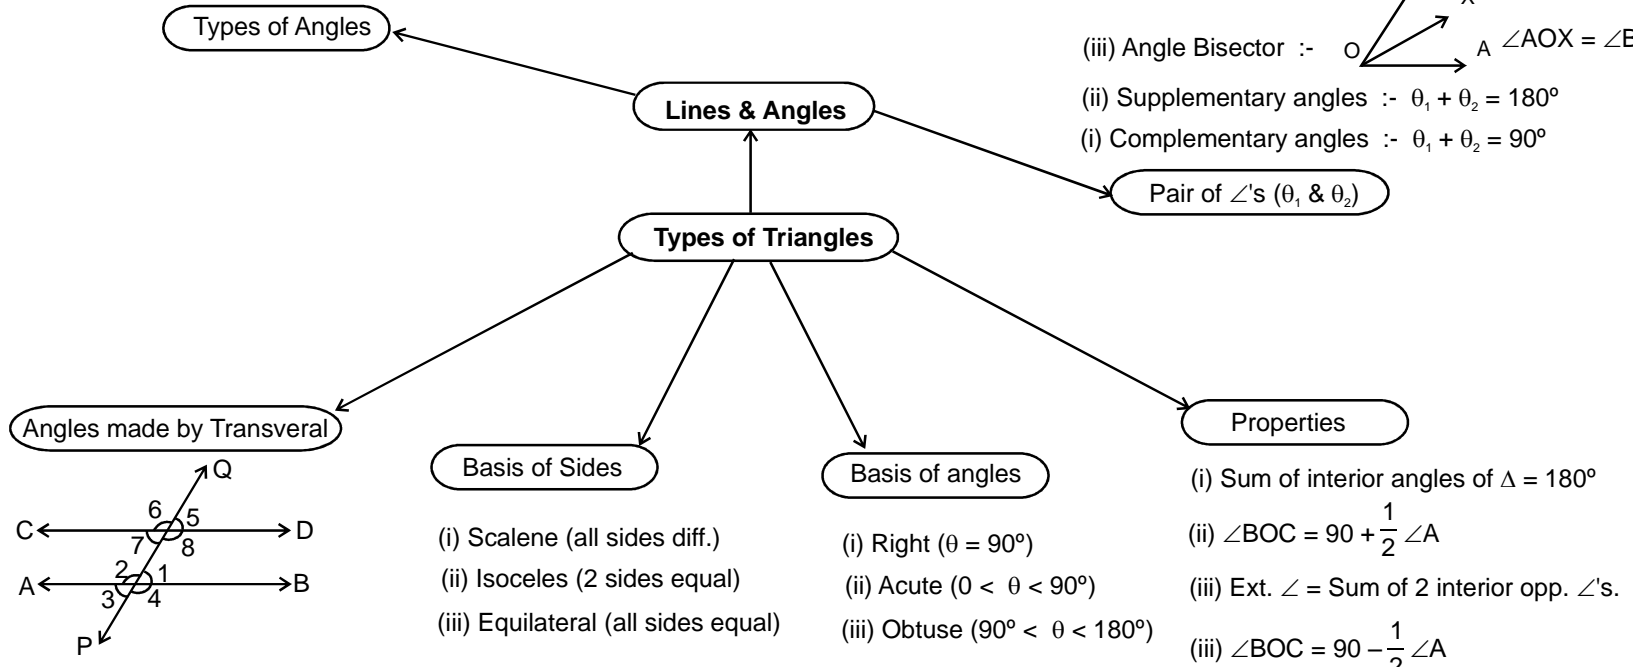 Types of Angles
X
(iii) Angle Bisector :- O A ∠AOX = ∠B
Lines & Angles
(ii) Supplementary angles :- θ₁ + θ₂ = 180º
(i) Complementary angles :- θ₁ + θ₂ = 90º
Pair of ∠'s (θ₁ & θ₂)
Types of Triangles
Angles made by Transveral
Q
6 5
C D
7 8
2 1
A B
3 4
P
Basis of Sides
(i) Scalene (all sides diff.)
(ii) Isoceles (2 sides equal)
(iii) Equilateral (all sides equal)
Basis of angles
(i) Right (θ = 90º)
(ii) Acute (0 < θ < 90º)
(iii) Obtuse (90º < θ < 180º)
Properties
(i) Sum of interior angles of Δ = 180º
(ii) ∠BOC = 90 + 1/2 ∠A
(iii) Ext. ∠ = Sum of 2 interior opp. ∠'s.
(iii) ∠BOC = 90 – 1/2 ∠A